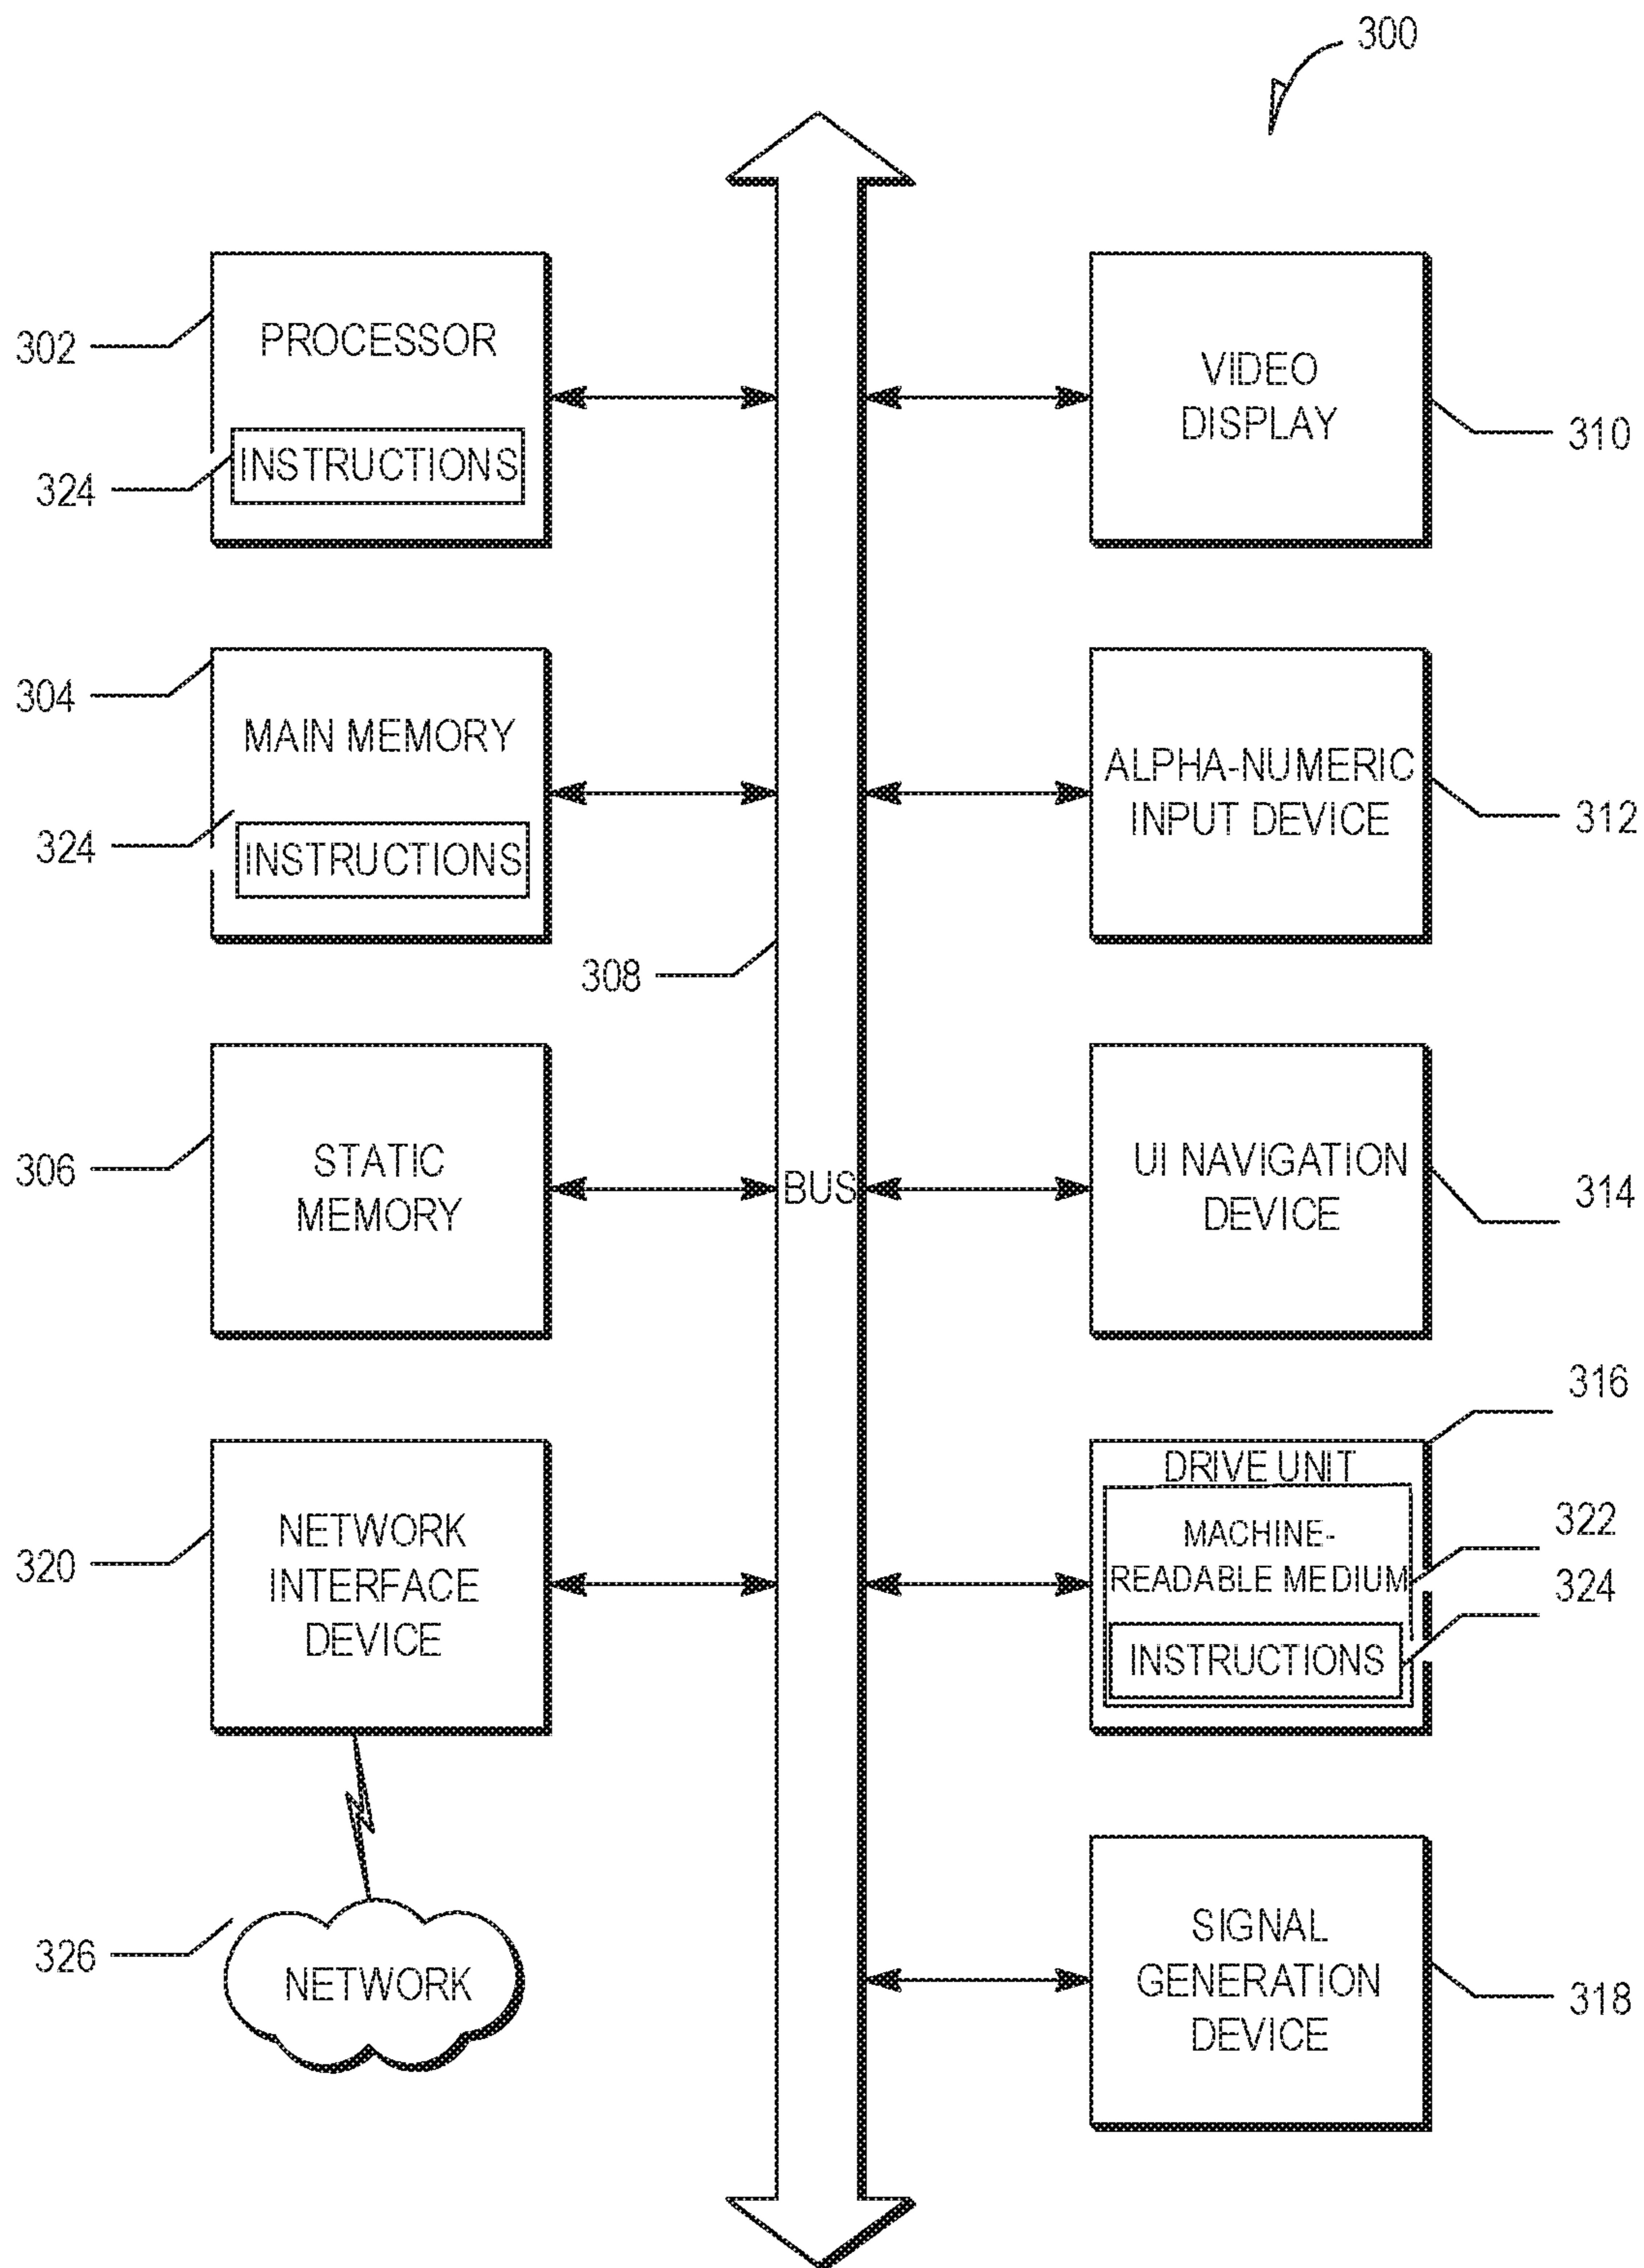 300
302
PROCESSOR
324
INSTRUCTIONS
VIDEO
DISPLAY
310
304
MAIN MEMORY
324
INSTRUCTIONS
ALPHA-NUMERIC
INPUT DEVICE
312
308
306
STATIC
MEMORY
BUS
UI NAVIGATION
DEVICE
314
320
NETWORK
INTERFACE
DEVICE
316
DRIVE UNIT
MACHINE-
READABLE MEDIUM
322
324
INSTRUCTIONS
326
NETWORK
SIGNAL
GENERATION
DEVICE
318